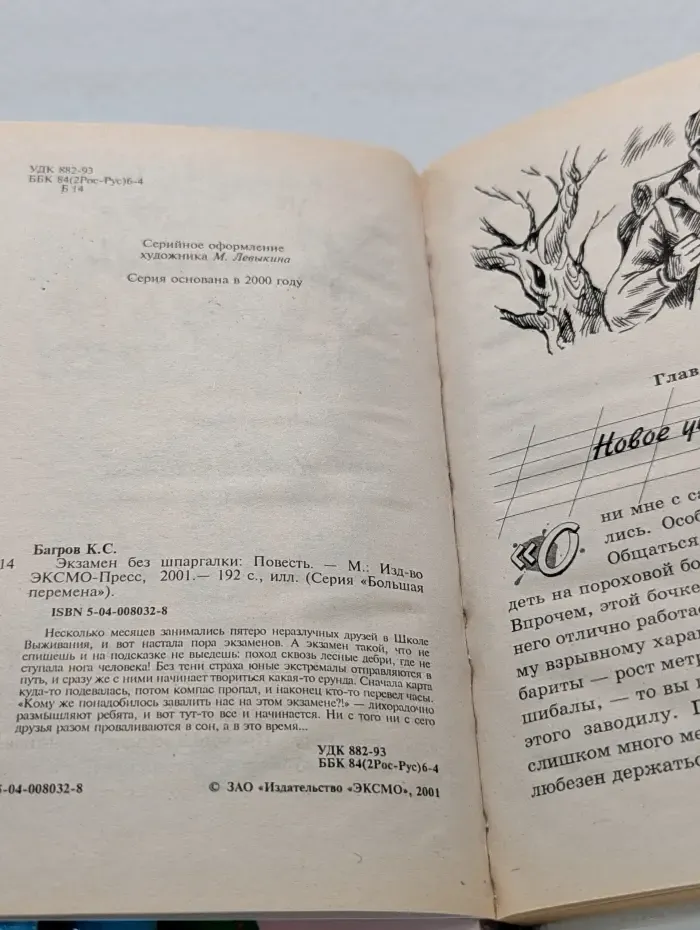 УДК 882-93
ББК 84(2Рос-Рус)6-4
Б 14
Серийное оформление
художника М. Левыкина
Серия основана в 2000 году
Багров К.С.
14 Экзамен без шпаргалки: Повесть. — М.: Изд-во
ЭКСМО-Пресс, 2001.— 192 с., илл. (Серия «Большая
перемена»).
ISBN 5-04-008032-8
Несколько месяцев занимались пятеро неразлучных друзей в Школе
Выживания, и вот настала пора экзаменов. А экзамен такой, что не
спишешь и на подсказке не выедешь: поход сквозь лесные дебри, где не
ступала нога человека! Без тени страха юные экстремалы отправляются в
путь, и сразу же с ними начинает твориться какая-то ерунда. Сначала карта
куда-то подевалась, потом компас пропал, и наконец кто-то перевел часы.
«Кому же понадобилось завалить нас на этом экзамене?!» — лихорадочно
размышляют ребята, и вот тут-то все и начинается. Ни с того ни с сего
друзья разом проваливаются в сон, а в это время...
УДК 882-93
ББК 84(2Рос-Рус)6-4
5-04-008032-8 © ЗАО «Издательство «ЭКСМО», 2001
Глав
Новое
«О
ни мне с са
лись. Особ
Общаться
деть на пороховой бо
Впрочем, этой бочке
него отлично работае
му взрывному хара
бариты — рост метр
шибалы, — то вы п
этого заводилу. П
слишком много ме
любезен держатьс